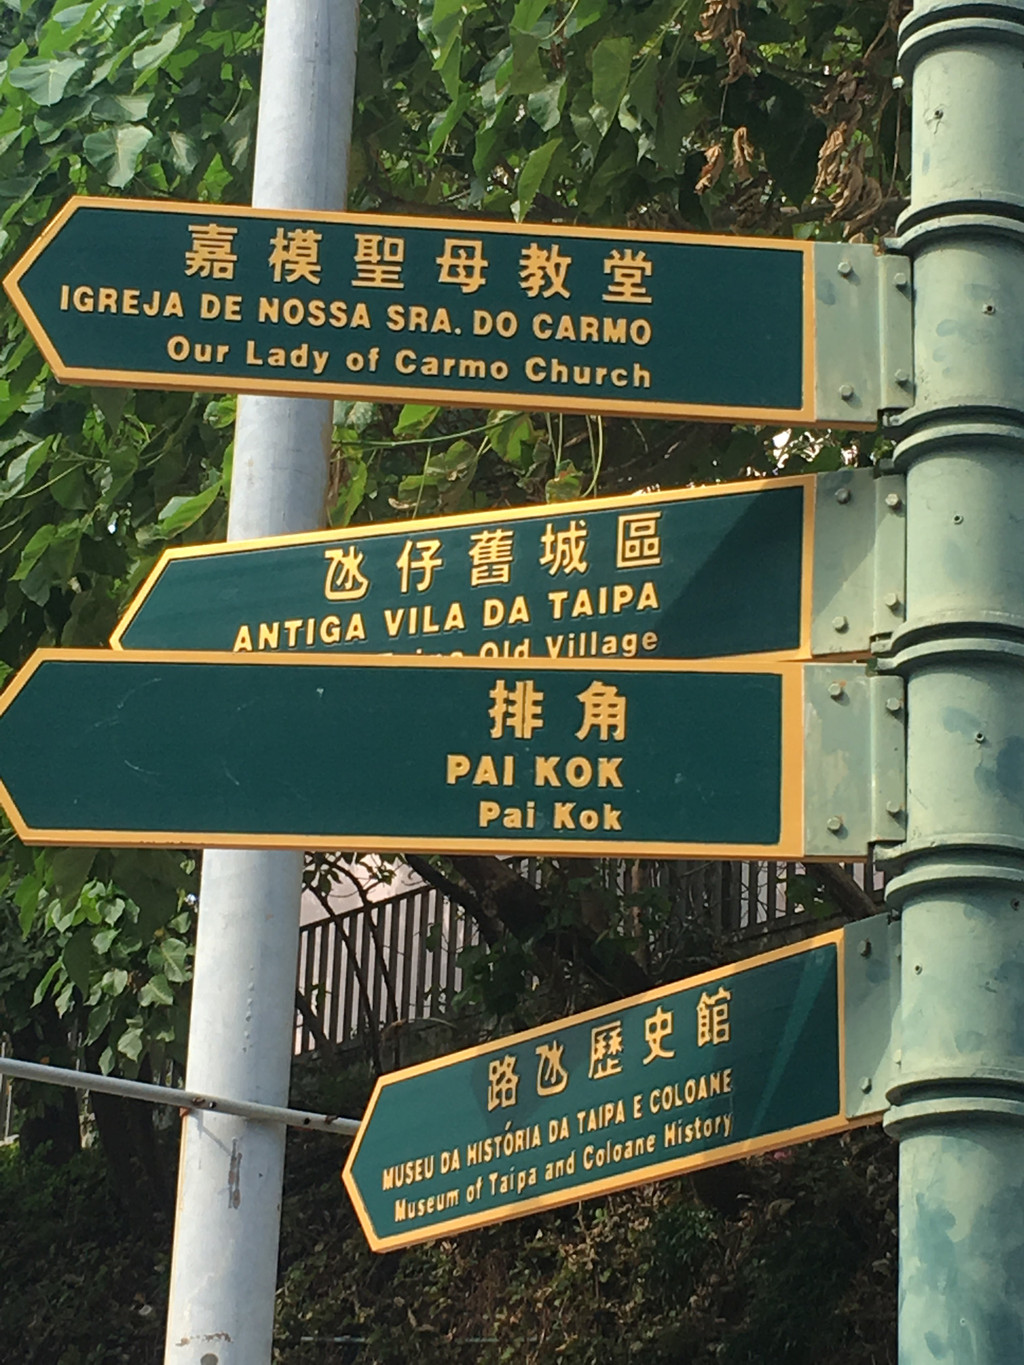 嘉模聖母教堂
IGREJA DE NOSSA SRA. DO CARMO
Our Lady of Carmo Church
氹仔舊城區
ANTIGA VILA DA TAIPA
Old Village
排角
PAI KOK
Pai Kok
路氹歷史館
MUSEU DA HISTÓRIA DA TAIPA E COLOANE
Museum of Taipa and Coloane History